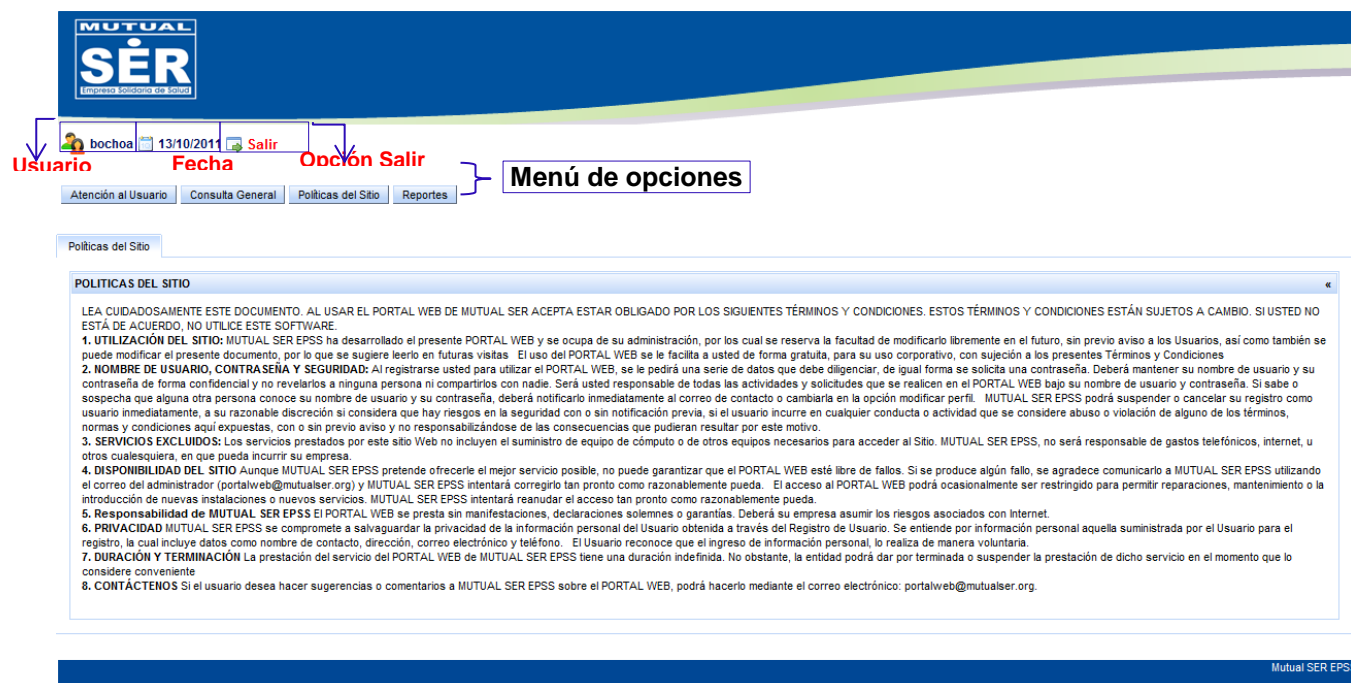 MUTUAL
SER
Empresa Solidaria de Salud
bochoa 13/10/2011 Salir
Usuario Fecha Opción Salir
Menú de opciones
Atención al Usuario Consulta General Políticas del Sitio Reportes
Políticas del Sitio
POLITICAS DEL SITIO «
LEA CUIDADOSAMENTE ESTE DOCUMENTO. AL USAR EL PORTAL WEB DE MUTUAL SER ACEPTA ESTAR OBLIGADO POR LOS SIGUIENTES TÉRMINOS Y CONDICIONES. ESTOS TÉRMINOS Y CONDICIONES ESTÁN SUJETOS A CAMBIO. SI USTED NO
ESTÁ DE ACUERDO, NO UTILICE ESTE SOFTWARE.
1. UTILIZACIÓN DEL SITIO: MUTUAL SER EPSS ha desarrollado el presente PORTAL WEB y se ocupa de su administración, por los cual se reserva la facultad de modificarlo libremente en el futuro, sin previo aviso a los Usuarios, así como también se
puede modificar el presente documento, por lo que se sugiere leerlo en futuras visitas El uso del PORTAL WEB se le facilita a usted de forma gratuita, para su uso corporativo, con sujeción a los presentes Términos y Condiciones
2. NOMBRE DE USUARIO, CONTRASEÑA Y SEGURIDAD: Al registrarse usted para utilizar el PORTAL WEB, se le pedirá una serie de datos que debe diligenciar, de igual forma se solicita una contraseña. Deberá mantener su nombre de usuario y su
contraseña de forma confidencial y no revelarlos a ninguna persona ni compartirlos con nadie. Será usted responsable de todas las actividades y solicitudes que se realicen en el PORTAL WEB bajo su nombre de usuario y contraseña. Si sabe o
sospecha que alguna otra persona conoce su nombre de usuario y su contraseña, deberá notificarlo inmediatamente al correo de contacto o cambiarla en la opción modificar perfil. MUTUAL SER EPSS podrá suspender o cancelar su registro como
usuario inmediatamente, a su razonable discreción si considera que hay riesgos en la seguridad con o sin notificación previa, si el usuario incurre en cualquier conducta o actividad que se considere abuso o violación de alguno de los términos,
normas y condiciones aquí expuestas, con o sin previo aviso y no responsabilizándose de las consecuencias que pudieran resultar por este motivo.
3. SERVICIOS EXCLUIDOS: Los servicios prestados por este sitio Web no incluyen el suministro de equipo de cómputo o de otros equipos necesarios para acceder al Sitio. MUTUAL SER EPSS, no será responsable de gastos telefónicos, internet, u
otros cualesquiera, en que pueda incurrir su empresa.
4. DISPONIBILIDAD DEL SITIO Aunque MUTUAL SER EPSS pretende ofrecerle el mejor servicio posible, no puede garantizar que el PORTAL WEB esté libre de fallos. Si se produce algún fallo, se agradece comunicarlo a MUTUAL SER EPSS utilizando
el correo del administrador (portalweb@mutualser.org) y MUTUAL SER EPSS intentará corregirlo tan pronto como razonablemente pueda. El acceso al PORTAL WEB podrá ocasionalmente ser restringido para permitir reparaciones, mantenimiento o la
introducción de nuevas instalaciones o nuevos servicios. MUTUAL SER EPSS intentará reanudar el acceso tan pronto como razonablemente pueda.
5. Responsabilidad de MUTUAL SER EPSS El PORTAL WEB se presta sin manifestaciones, declaraciones solemnes o garantías. Deberá su empresa asumir los riesgos asociados con Internet.
6. PRIVACIDAD MUTUAL SER EPSS se compromete a salvaguardar la privacidad de la información personal del Usuario obtenida a través del Registro de Usuario. Se entiende por información personal aquella suministrada por el Usuario para el
registro, la cual incluye datos como nombre de contacto, dirección, correo electrónico y teléfono. El Usuario reconoce que el ingreso de información personal, lo realiza de manera voluntaria.
7. DURACIÓN Y TERMINACIÓN La prestación del servicio del PORTAL WEB de MUTUAL SER EPSS tiene una duración indefinida. No obstante, la entidad podrá dar por terminada o suspender la prestación de dicho servicio en el momento que lo
considere conveniente
8. CONTÁCTENOS Si el usuario desea hacer sugerencias o comentarios a MUTUAL SER EPSS sobre el PORTAL WEB, podrá hacerlo mediante el correo electrónico: portalweb@mutualser.org.
Mutual SER EPS